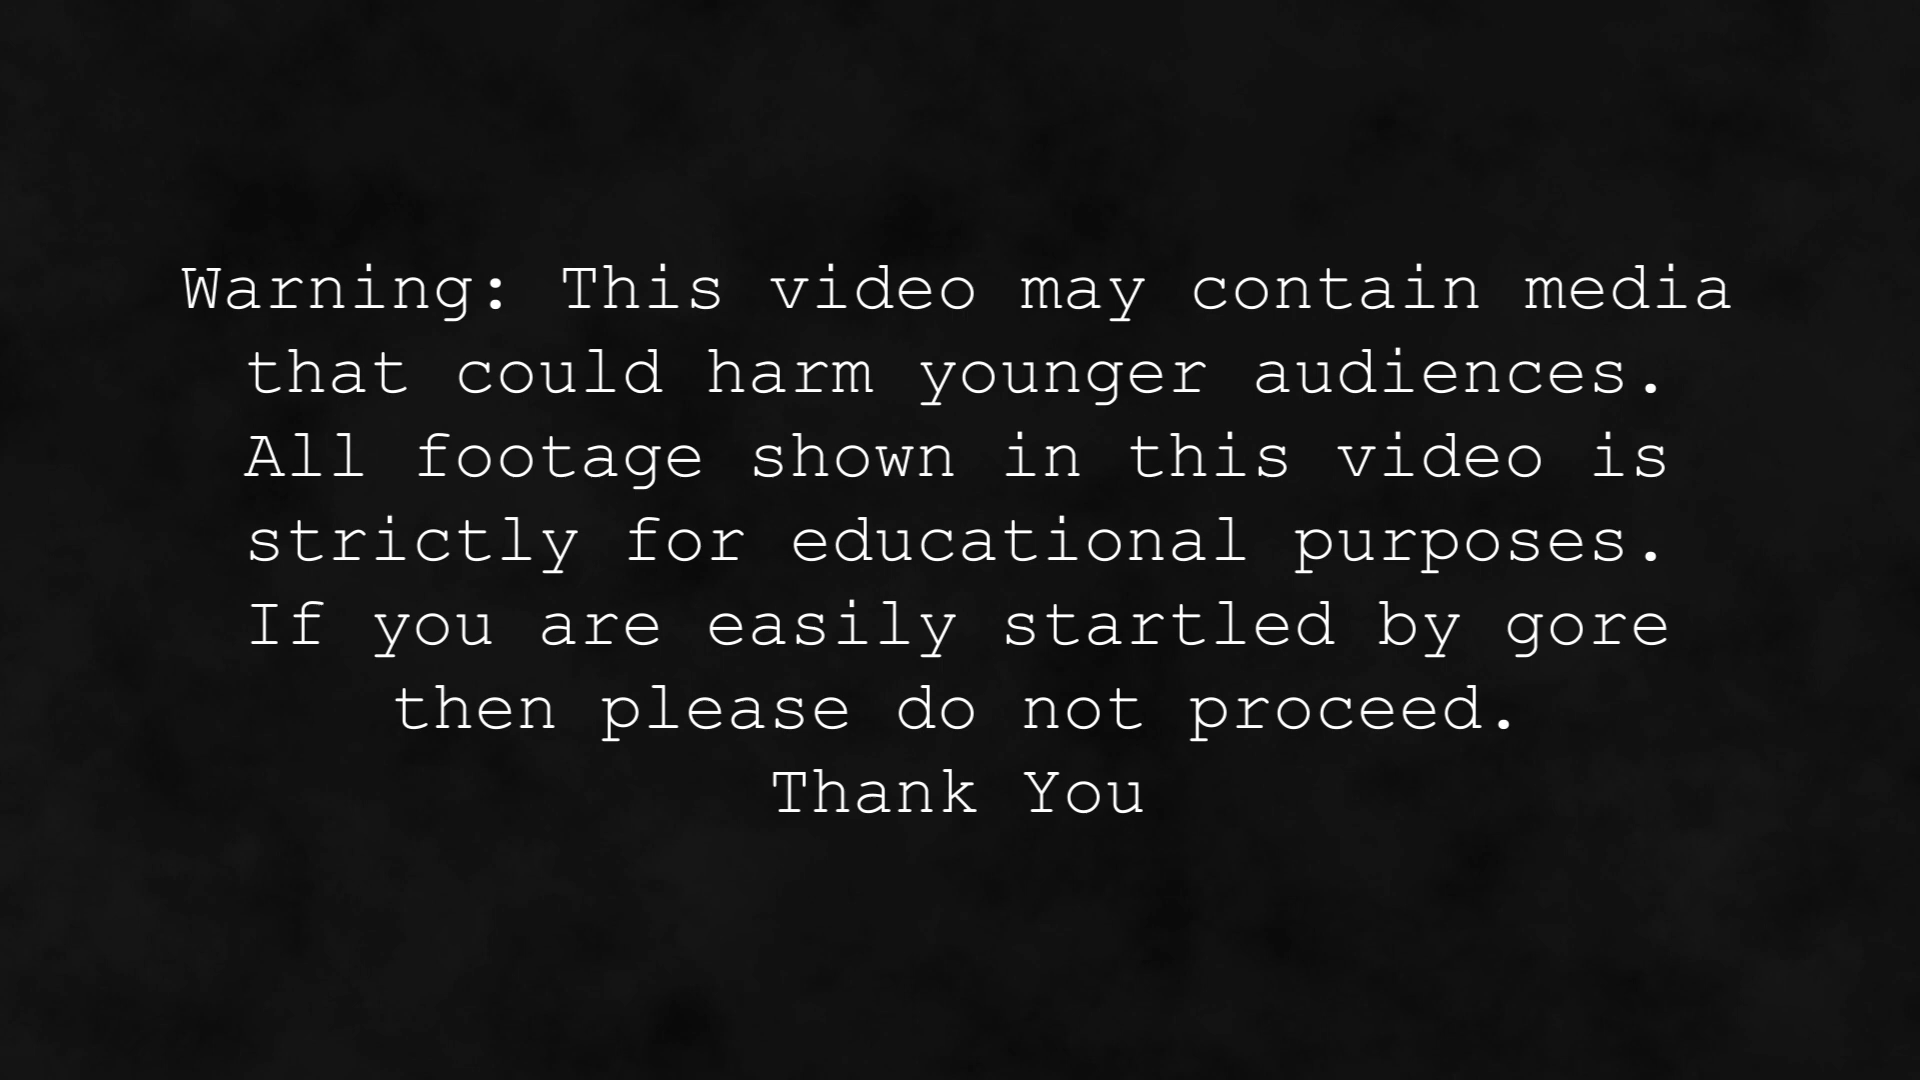 Warning: This video may contain media
that could harm younger audiences.
All footage shown in this video is
strictly for educational purposes.
If you are easily startled by gore
then please do not proceed.
Thank You